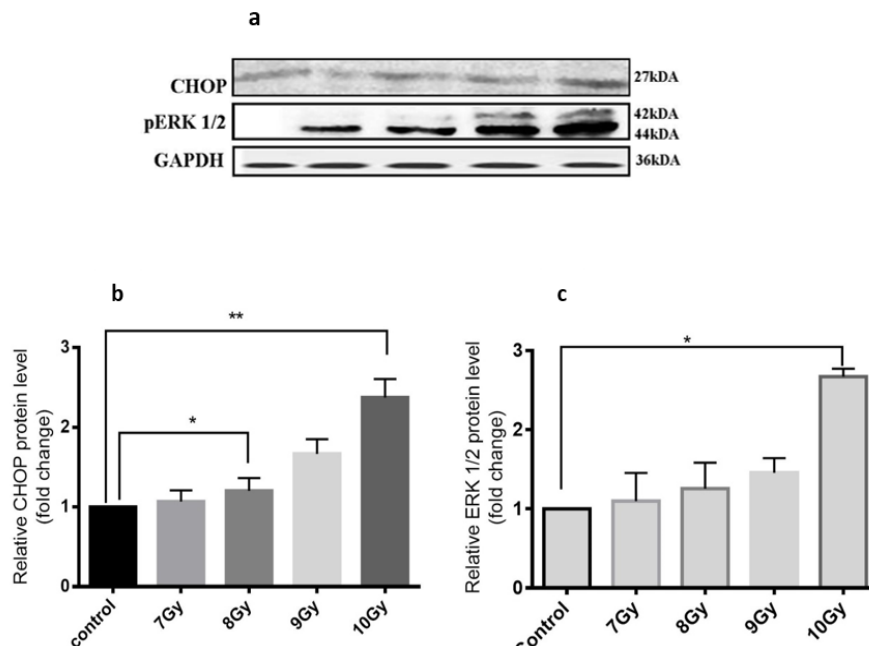 a
CHOP 27kDA
pERK 1/2 42kDA
44kDA
GAPDH 36kDA
b
c
**
*
*
Relative CHOP protein level
(fold change)
3
2
1
0
control 7Gy 8Gy 9Gy 10Gy
Relative ERK 1/2 protein level
(fold change)
3
2
1
0
Control 7Gy 8Gy 9Gy 10Gy